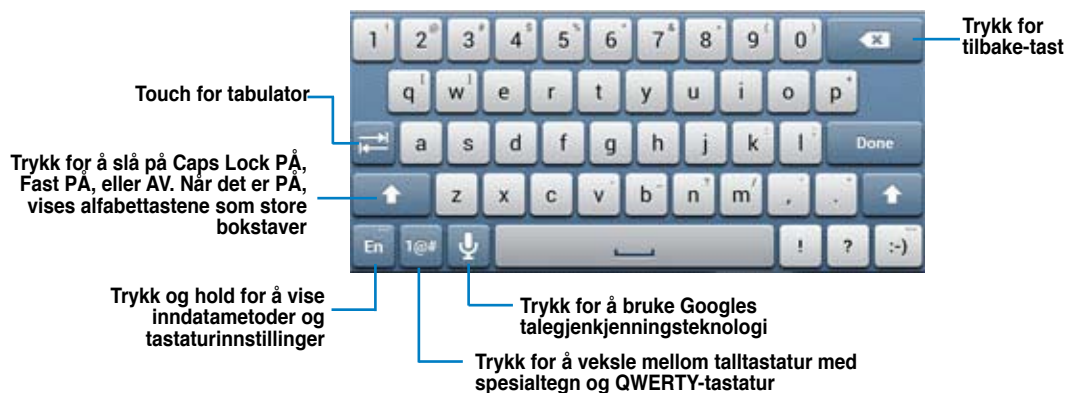 Trykk for
tilbake-tast
1 2 @ 3 # 4 $ 5 % 6 7 & 8 * 9 ( 0 )
q [ w ] e r t y u i o p +
Touch for tabulator
a s d f g h j k : l ; Done
Trykk for å slå på Caps Lock PÅ,
Fast PÅ, eller AV. Når det er PÅ,
vises alfabettastene som store
bokstaver
z x c v b n ? m / , .
En 1@# ! ? :-)
Trykk og hold for å vise
inndatametoder og
tastaturinnstillinger
Trykk for å bruke Googles
talegjenkjenningsteknologi
Trykk for å veksle mellom talltastatur med
spesialtegn og QWERTY-tastatur